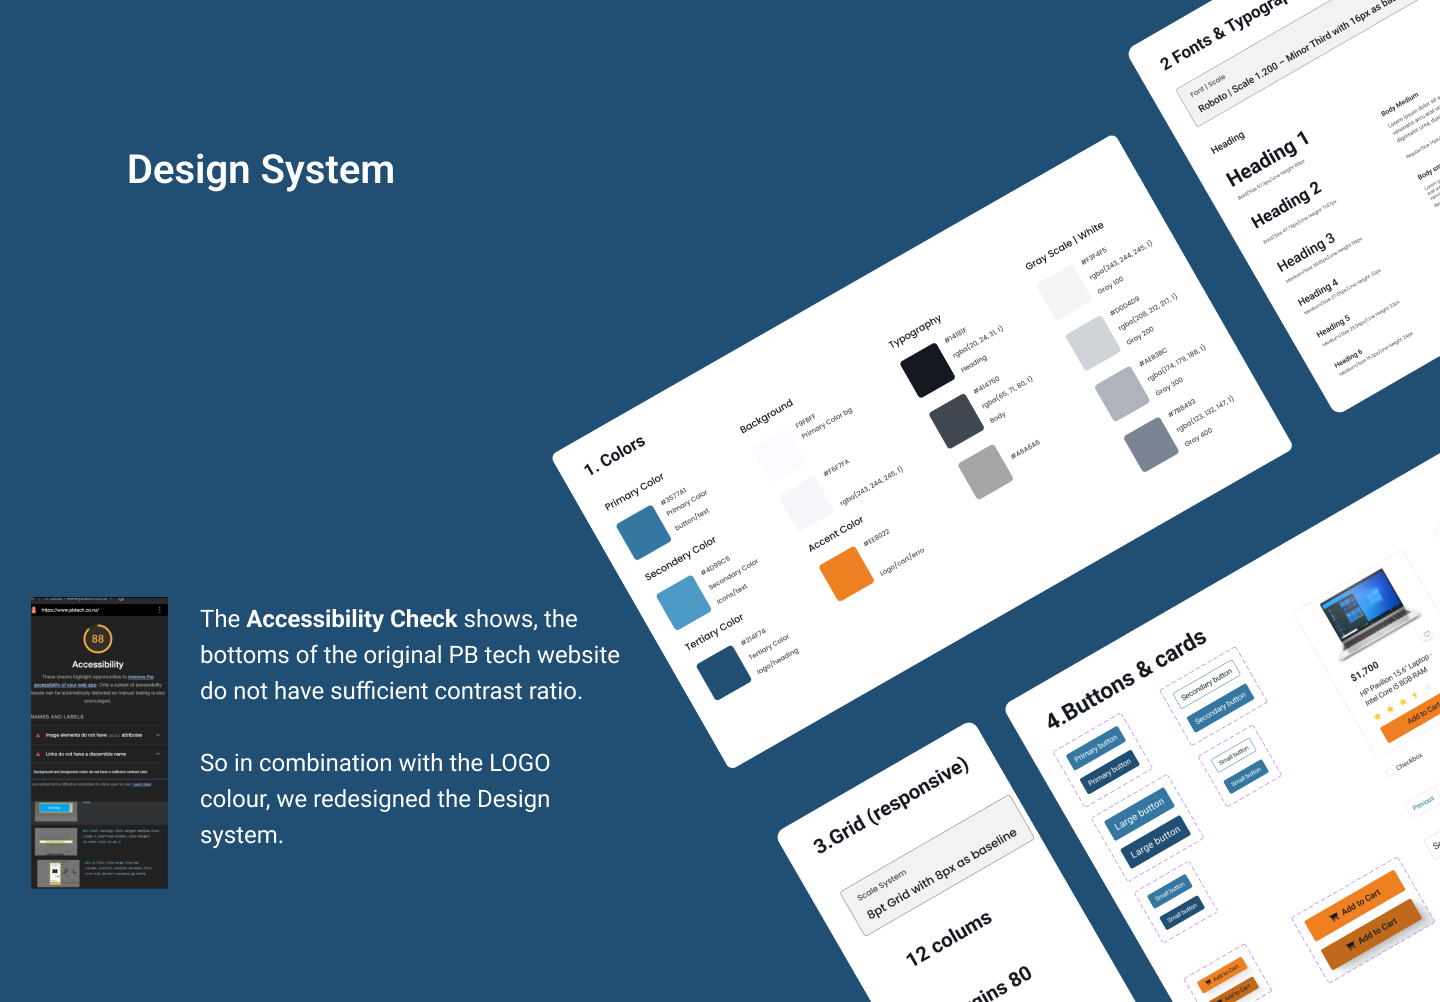 Design System
https://www.pbtech.co.nz/
88
Accessibility
These checks highlight opportunities to improve the
accessibility of your web app. Only a subset of accessibility
issues can be automatically detected so manual testing is also
encouraged.
NAMES AND LABELS
Image elements do not have [alt] attributes
Links do not have a discernible name
Background and foreground colors do not have a sufficient contrast ratio.
The Accessibility Check shows, the
bottoms of the original PB tech website
do not have sufficient contrast ratio.
So in combination with the LOGO
colour, we redesigned the Design
system.
1. Colors
Primary Color
#3577A1
Primary Color
button/text
Secondery Color
#4D99C6
Secondary Color
Icons/text
Tertiary Color
#214F74
Tertiary Color
logo/heading
Background
F9FBFF
Primary Color bg
#F6F7FA
rgba(243, 244, 245, 1)
Accent Color
#EE8022
Logo/cart/erro
Typography
#14181F
rgba(20, 24, 31, 1)
Heading
#414750
rgba(65, 71, 80, 1)
Body
#A6A6A6
Gray Scale | White
#F3F4F5
rgba(243, 244, 245, 1)
Gray 100
#D0D4D9
rgba(208, 212, 217, 1)
Gray 200
#AEB3BC
rgba(174, 179, 188, 1)
Gray 300
#7B8493
rgba(123, 132, 147, 1)
Gray 400
2 Fonts & Typograp
Font | Scale
Roboto | Scale 1.200 – Minor Third with 16px as bas
Heading
Heading 1
Heading 2
Heading 3
Heading 4
Heading 5
Heading 6
Body Medium
Lorem ipsum dolor sit
3.Grid (responsive)
Scale System
8pt Grid with 8px as baseline
12 colums
gins 80
4.Buttons & cards
Primary button
Primary button
Large button
Large button
Small button
Small button
Add to Cart
Add to Cart
Secondary button
Secondary button
Small button
Small button
$1,700
HP Pavilion 15.6' Laptop -
Intel Core i5 8GB-RAM
Add to Cart
Checkbox
Previous
Add to Cart
Add to Cart